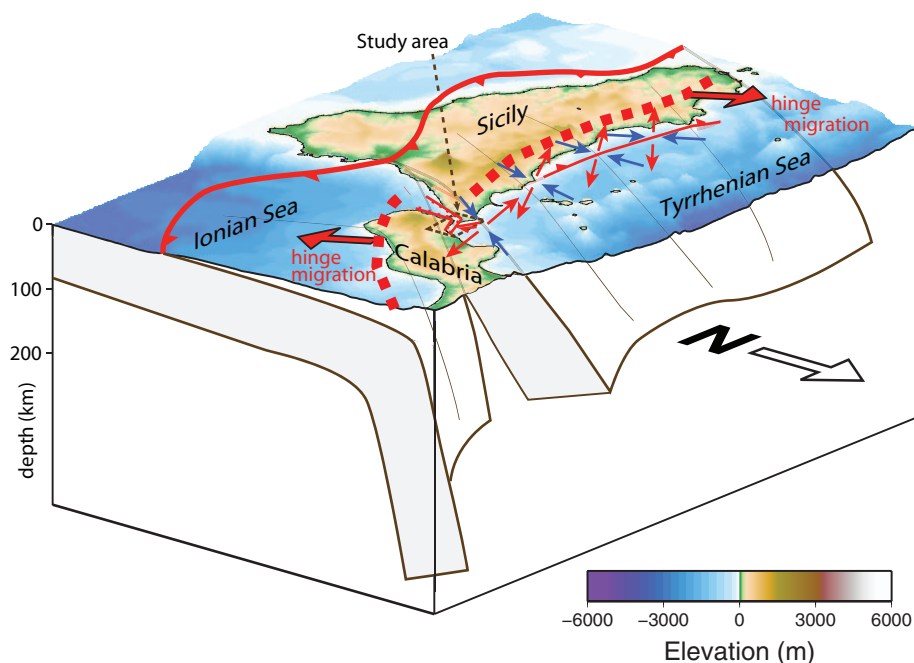 Study area
Sicily
hinge
migration
Tyrrhenian Sea
Ionian Sea
hinge
migration
Calabria
0
100
200
depth (km)
N
−6000 −3000 0 3000 6000
Elevation (m)